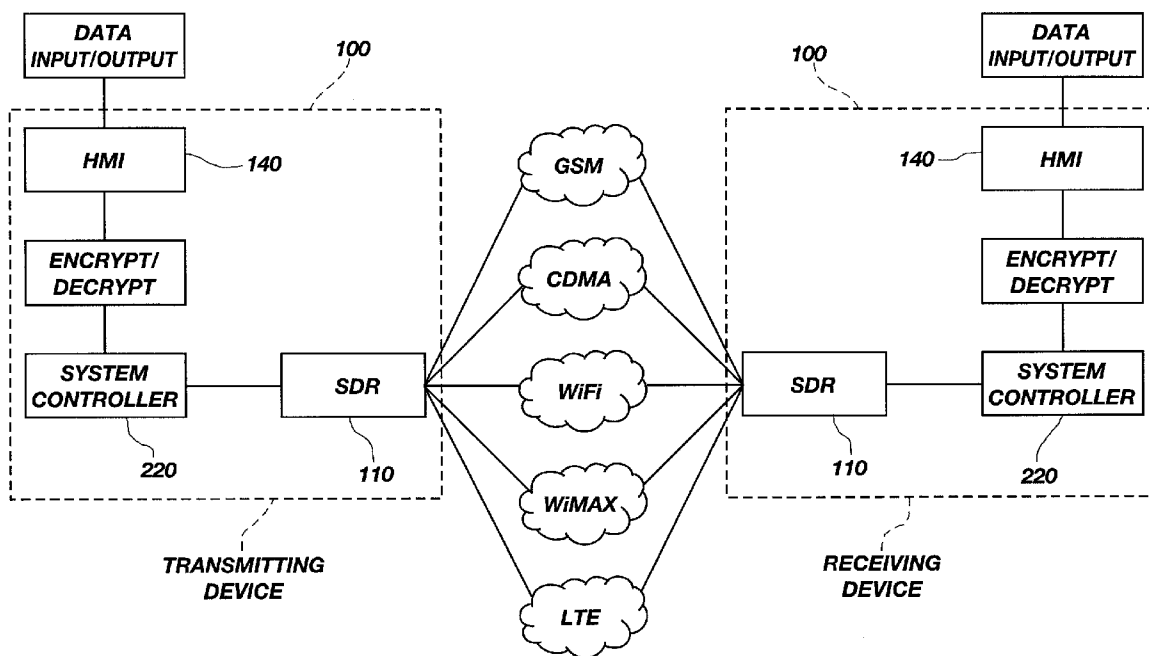 DATA
INPUT/OUTPUT
100
HMI
140
ENCRYPT/
DECRYPT
SYSTEM
CONTROLLER
220
SDR
110
TRANSMITTING
DEVICE
GSM
CDMA
WiFi
WiMAX
LTE
DATA
INPUT/OUTPUT
100
140
HMI
ENCRYPT/
DECRYPT
SDR
110
SYSTEM
CONTROLLER
220
RECEIVING
DEVICE